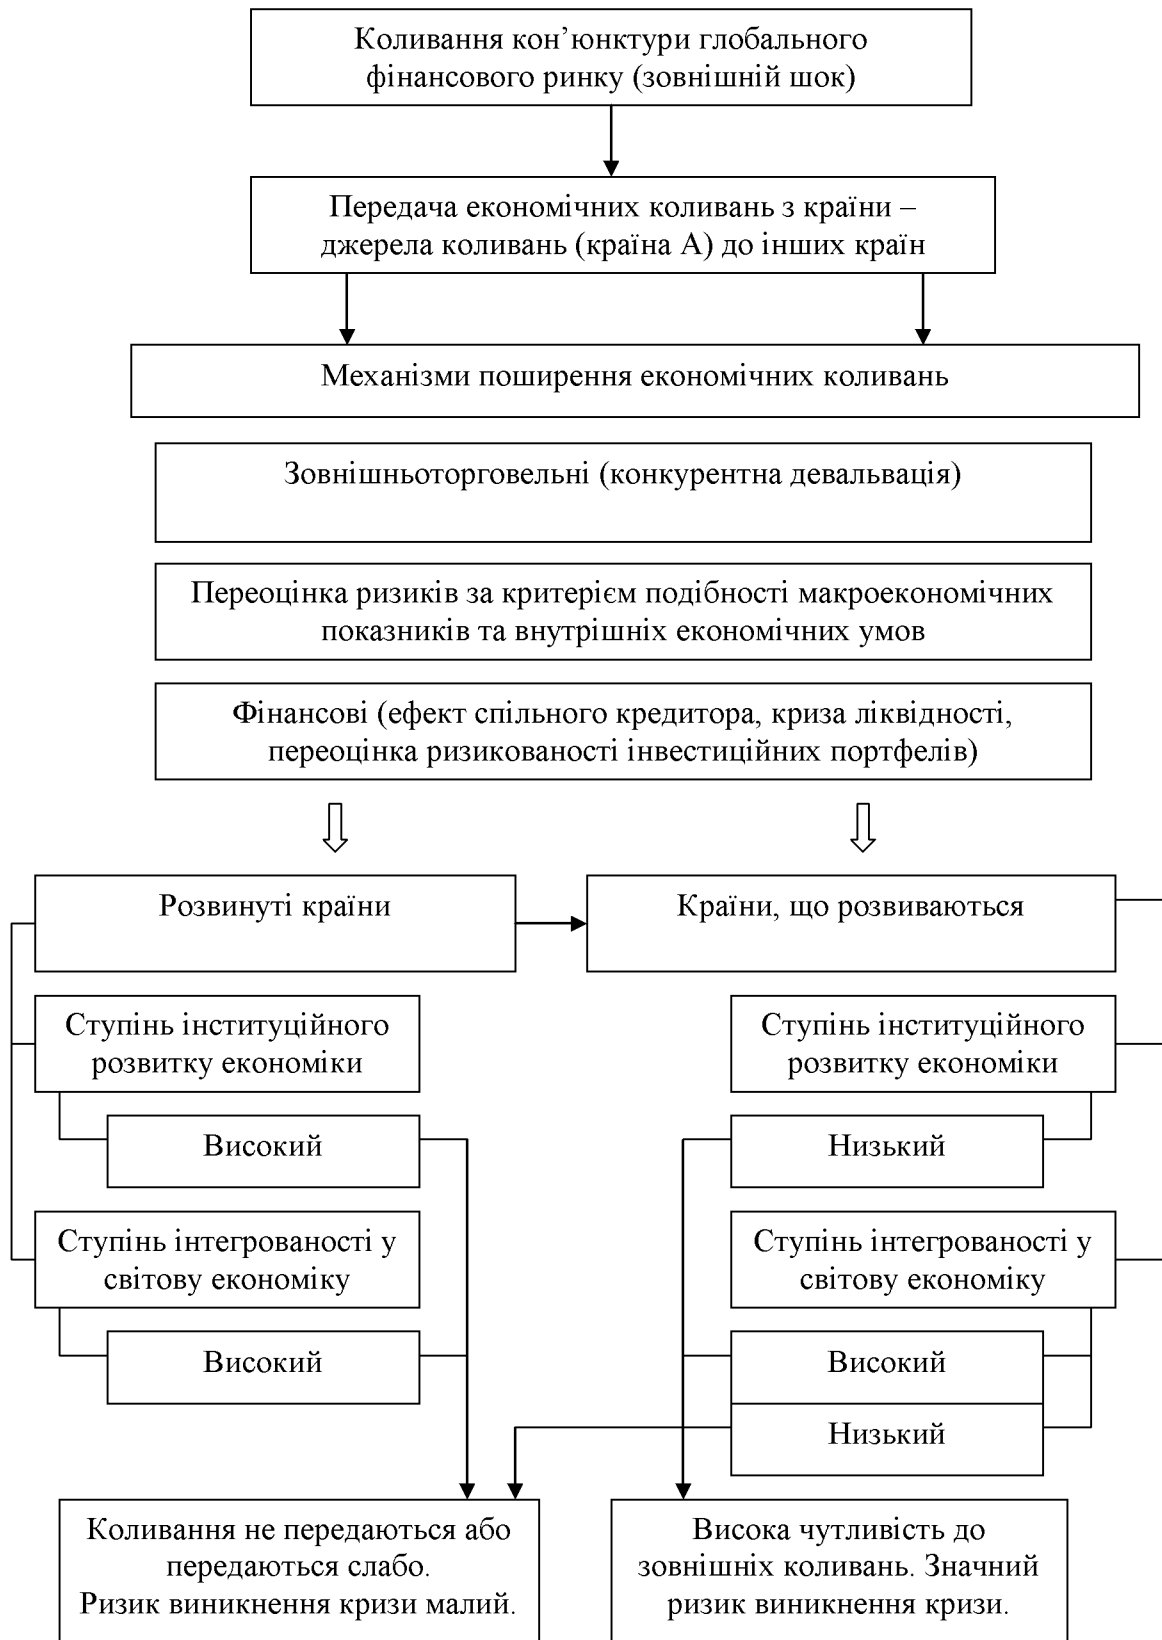 Коливання кон’юнктури глобального
фінансового ринку (зовнішній шок)
Передача економічних коливань з країни –
джерела коливань (країна А) до інших країн
Механізми поширення економічних коливань
Зовнішньоторговельні (конкурентна девальвація)
Переоцінка ризиків за критерієм подібності макроекономічних
показників та внутрішніх економічних умов
Фінансові (ефект спільного кредитора, криза ліквідності,
переоцінка ризикованості інвестиційних портфелів)
Розвинуті країни
Країни, що розвиваються
Ступінь інституційного
розвитку економіки
Ступінь інституційного
розвитку економіки
Високий
Низький
Ступінь інтегрованості у
світову економіку
Ступінь інтегрованості у
світову економіку
Високий
Високий
Низький
Коливання не передаються або
передаються слабо.
Ризик виникнення кризи малий.
Висока чутливість до
зовнішніх коливань. Значний
ризик виникнення кризи.